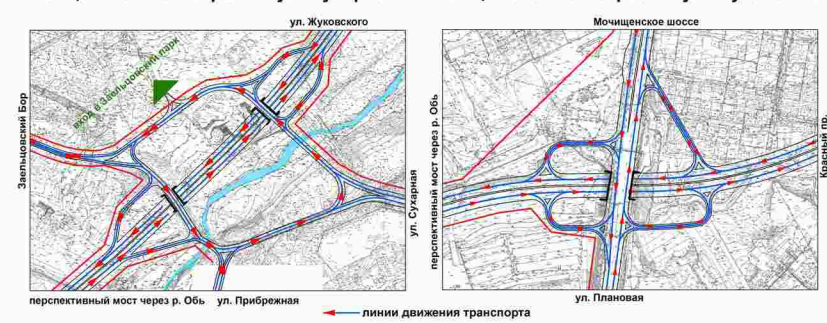 ул. Жуковского
Мочищенское шоссе
вход в Заельцовский парк
Заельцовский Бор
ул. Сухарная
перспективный мост через р. Обь
Красный пр.
перспективный мост через р. Обь
ул. Прибрежная
ул. Плановая
линии движения транспорта